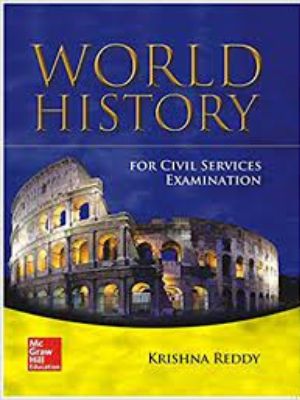 WORLD
HISTORY
FOR CIVIL SERVICES
EXAMINATION
Mc
Graw
Hill
Education
KRISHNA REDDY